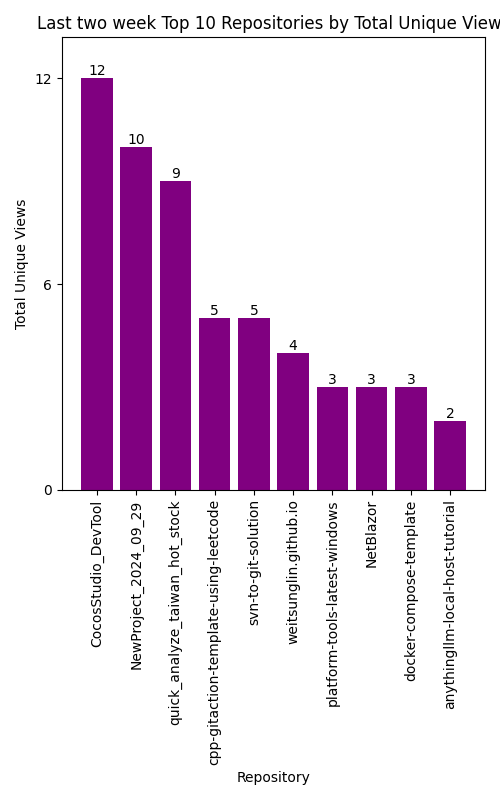 Last two week Top 10 Repositories by Total Unique View
12
10
9
5
5
4
3
3
3
2
12
6
0
Total Unique Views
CocosStudio_DevTool
NewProject_2024_09_29
quick_analyze_taiwan_hot_stock
cpp-gitaction-template-using-leetcode
svn-to-git-solution
weitsunglin.github.io
platform-tools-latest-windows
NetBlazor
docker-compose-template
anythingllm-local-host-tutorial
Repository